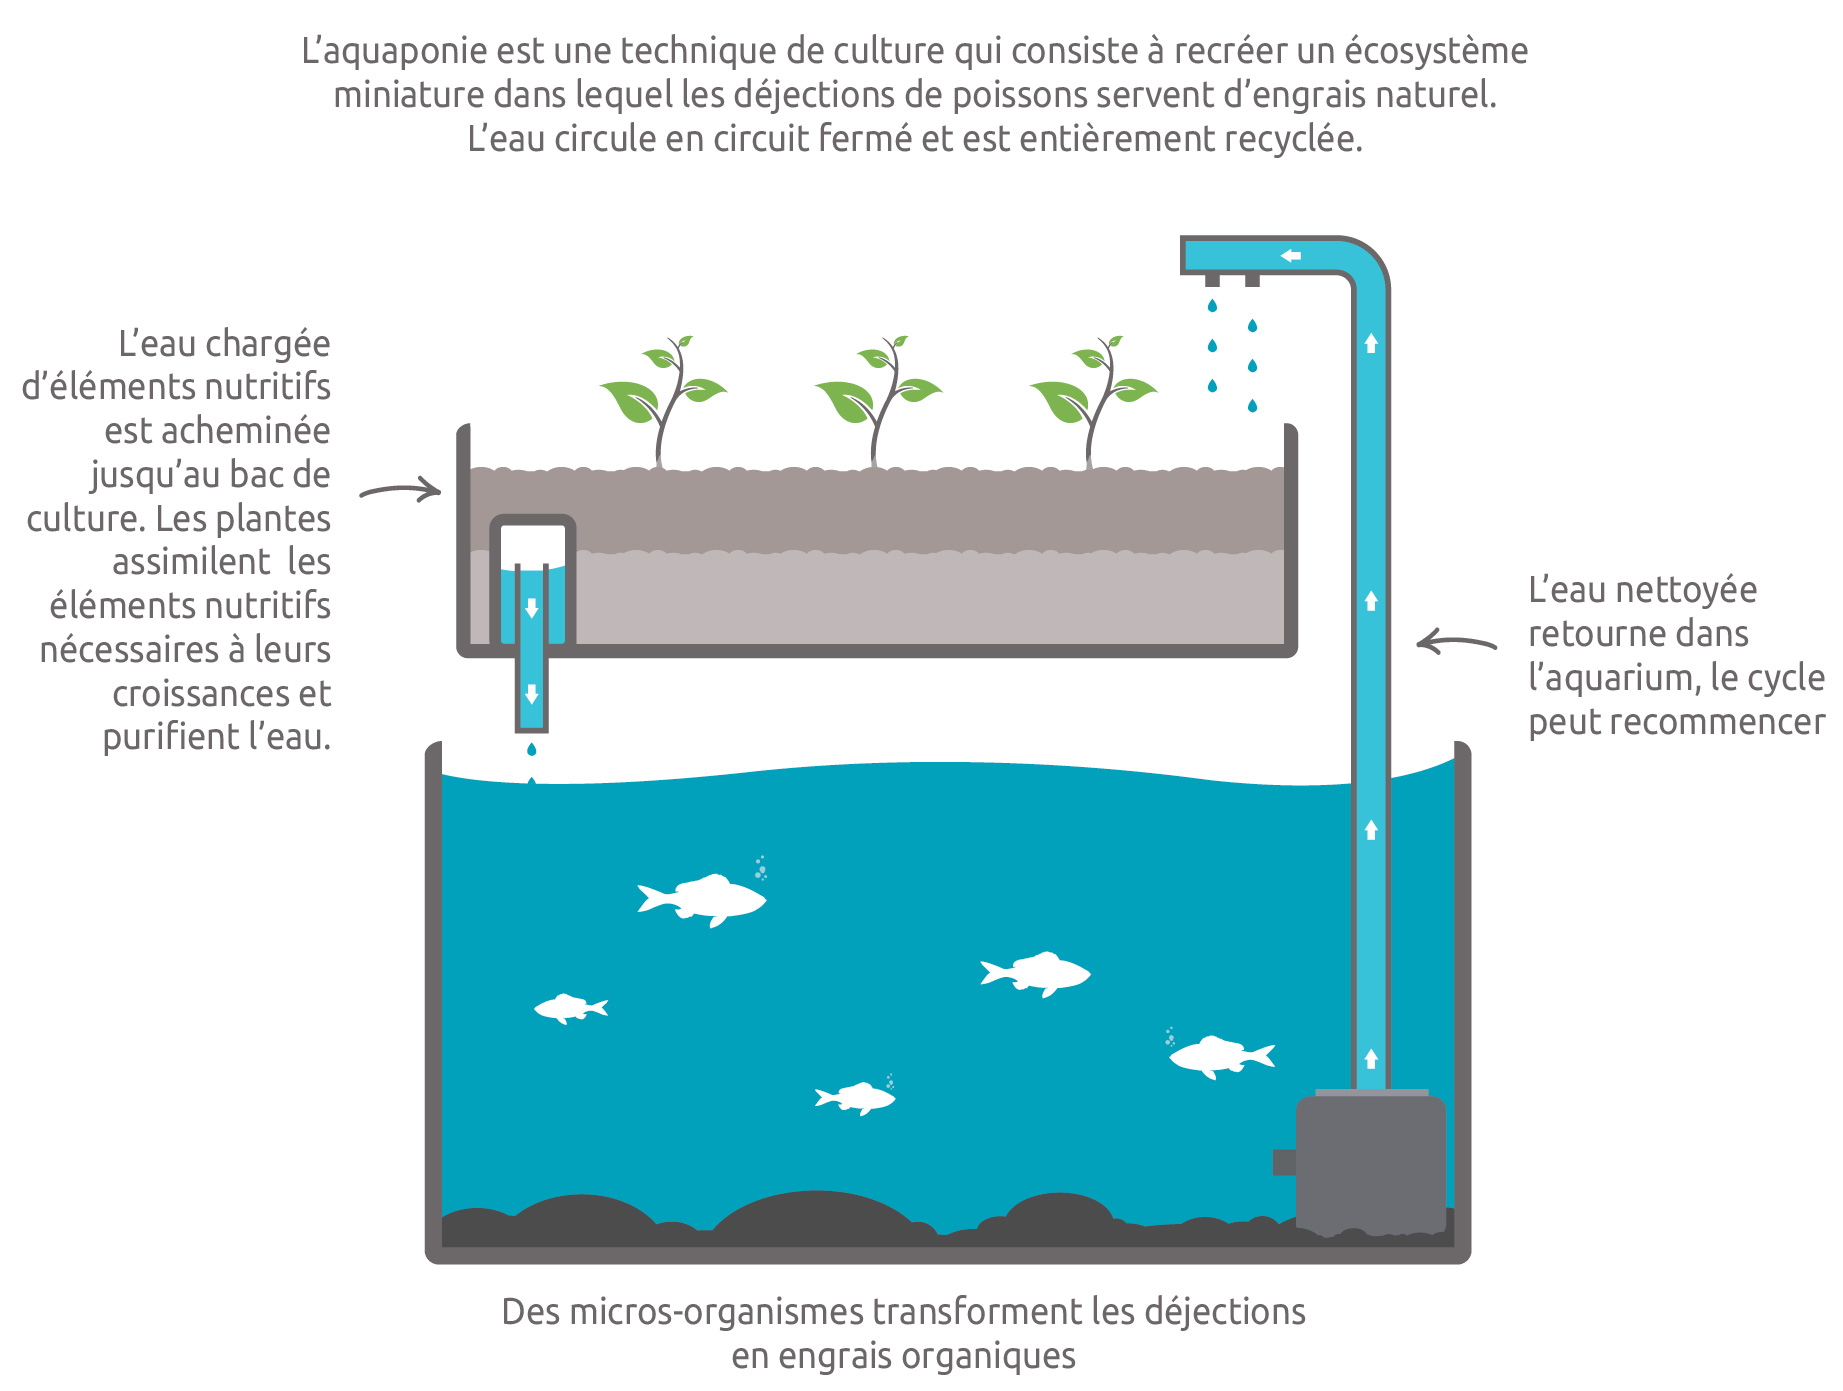 L'aquaponie est une technique de culture qui consiste à recréer un écosystème
miniature dans lequel les déjections de poissons servent d'engrais naturel.
L'eau circule en circuit fermé et est entièrement recyclée.
L'eau chargée
d'éléments nutritifs
est acheminée
jusqu'au bac de
culture. Les plantes
assimilent  les
éléments nutritifs
nécessaires à leurs
croissances et
purifient l'eau.
L'eau nettoyée
retourne dans
l'aquarium, le cycle
peut recommencer
Des micros-organismes transforment les déjections
en engrais organiques